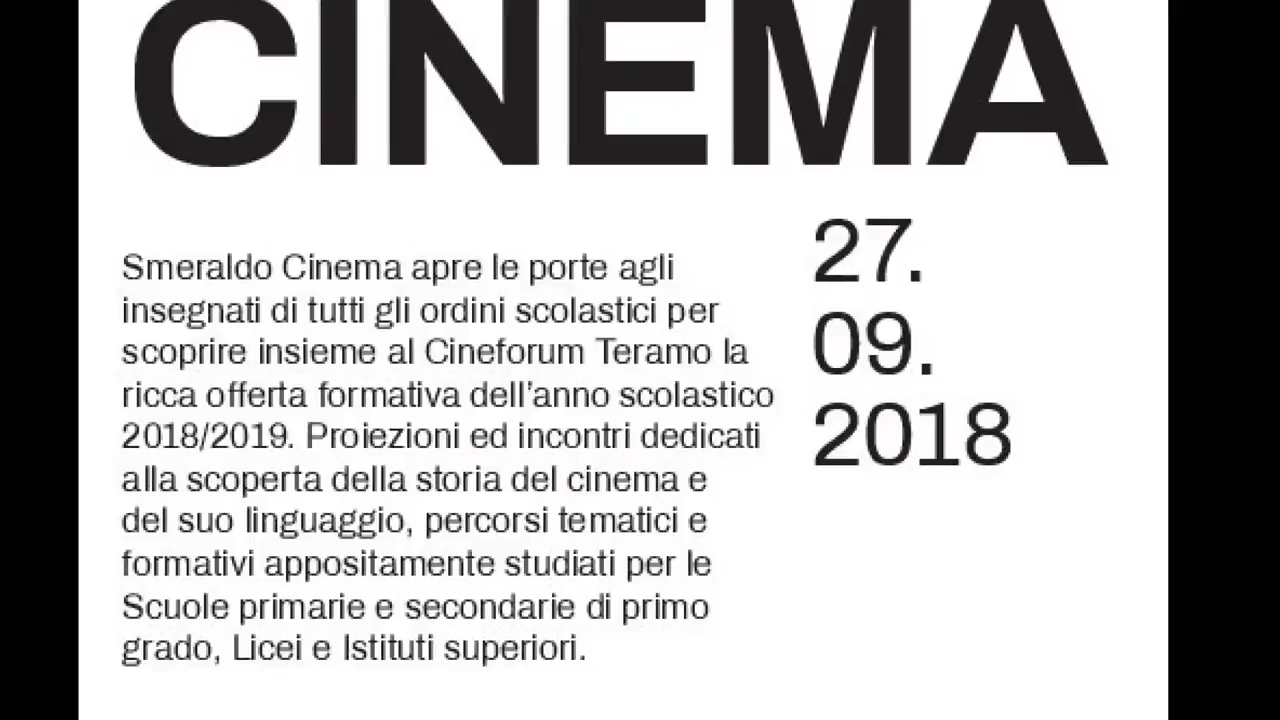 CINEMA
Smeraldo Cinema apre le porte agli
insegnati di tutti gli ordini scolastici per
scoprire insieme al Cineforum Teramo la
ricca offerta formativa dell’anno scolastico
2018/2019. Proiezioni ed incontri dedicati
alla scoperta della storia del cinema e
del suo linguaggio, percorsi tematici e
formativi appositamente studiati per le
Scuole primarie e secondarie di primo
grado, Licei e Istituti superiori.
27.
09.
2018